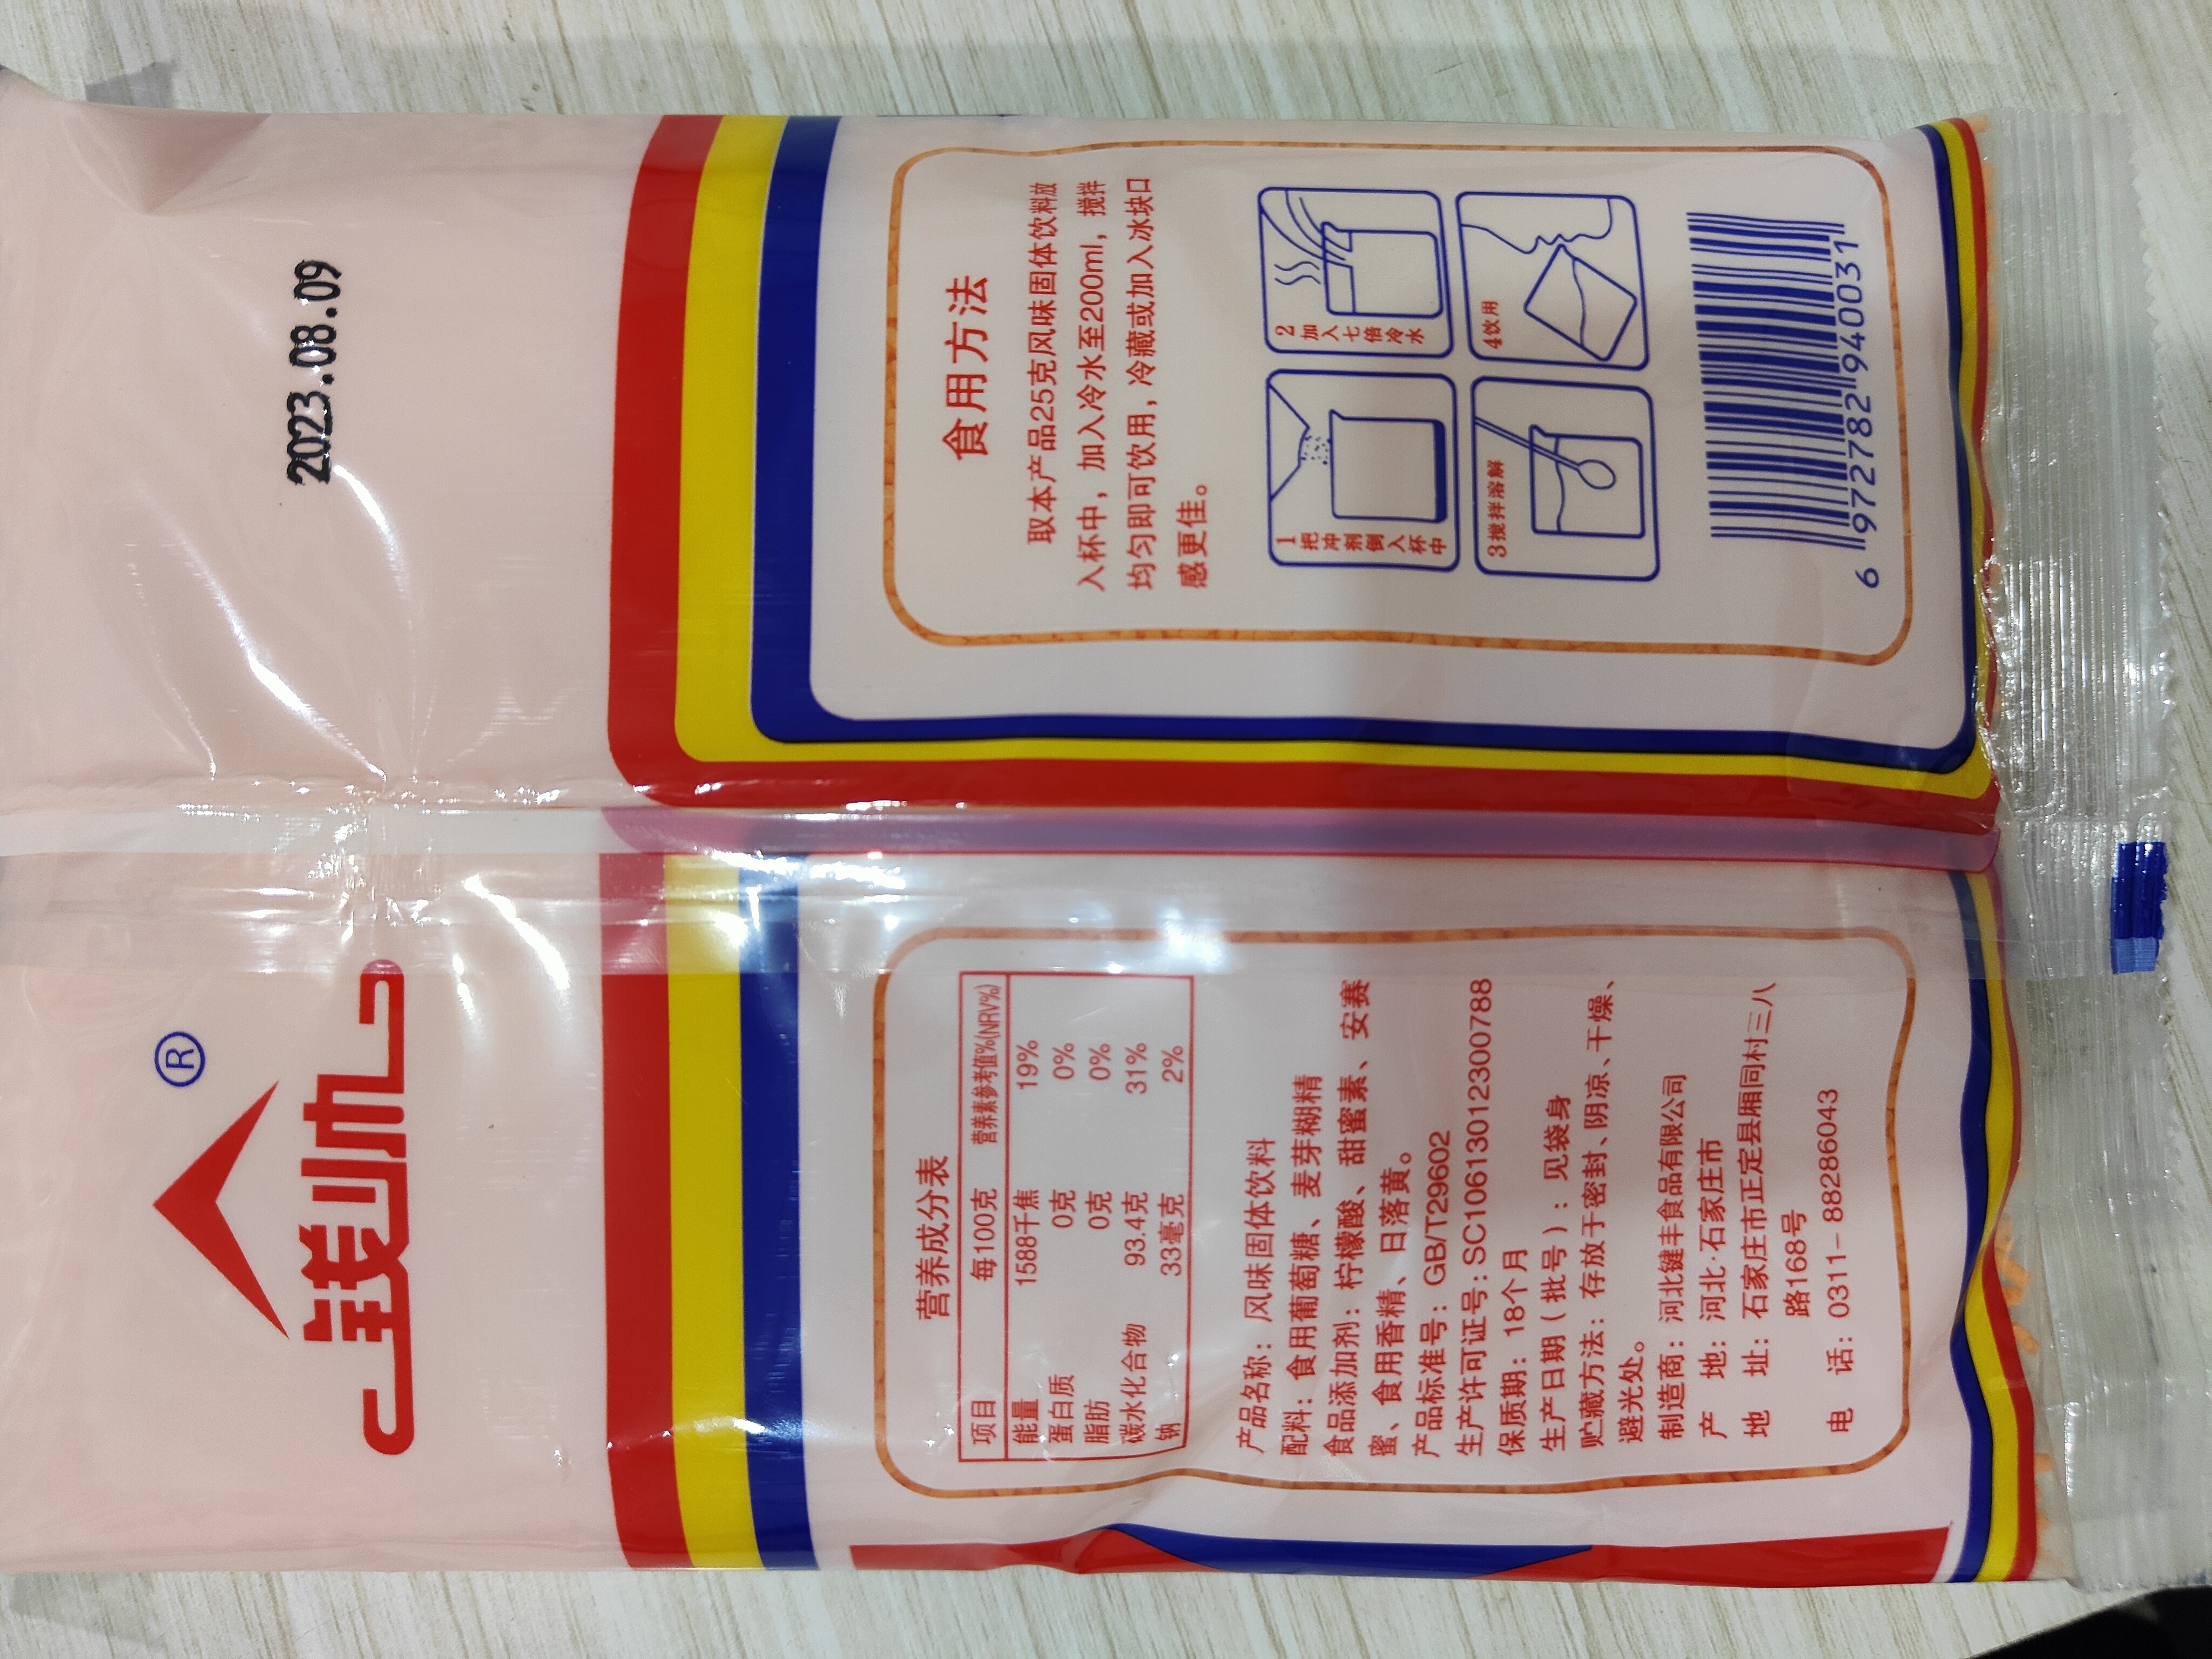 ®
钱帅
营养成分表
项目 每100克 营养素参考值%(NRV%)
能量 1588千焦 19%
蛋白质 0克 0%
脂肪 0克 0%
碳水化合物 93.4克 31%
钠 33毫克 2%
产品名称：风味固体饮料
配料：食用葡萄糖、麦芽糊精
食品添加剂：柠檬酸、甜蜜素、安赛
蜜、食用香精、日落黄。
产品标准号：GB/T29602
生产许可证号：SC10613012300788
保质期：18个月
生产日期（批号）：见袋身
贮藏方法：存放于密封、阴凉、干燥、
避光处。
制造商：河北健丰食品有限公司
产 地：河北·石家庄市
地 址：石家庄市正定县厢同村三八
路168号
电 话：0311-88286043
2023.08.09
食用方法
取本产品25克风味固体饮料放
入杯中，加入冷水至200ml，搅拌
均匀即可饮用，冷藏或加入冰块口
感更佳。
1把冲剂倒入杯中
2加入七倍冷水
3搅拌溶解
4饮用
6 972782 940031